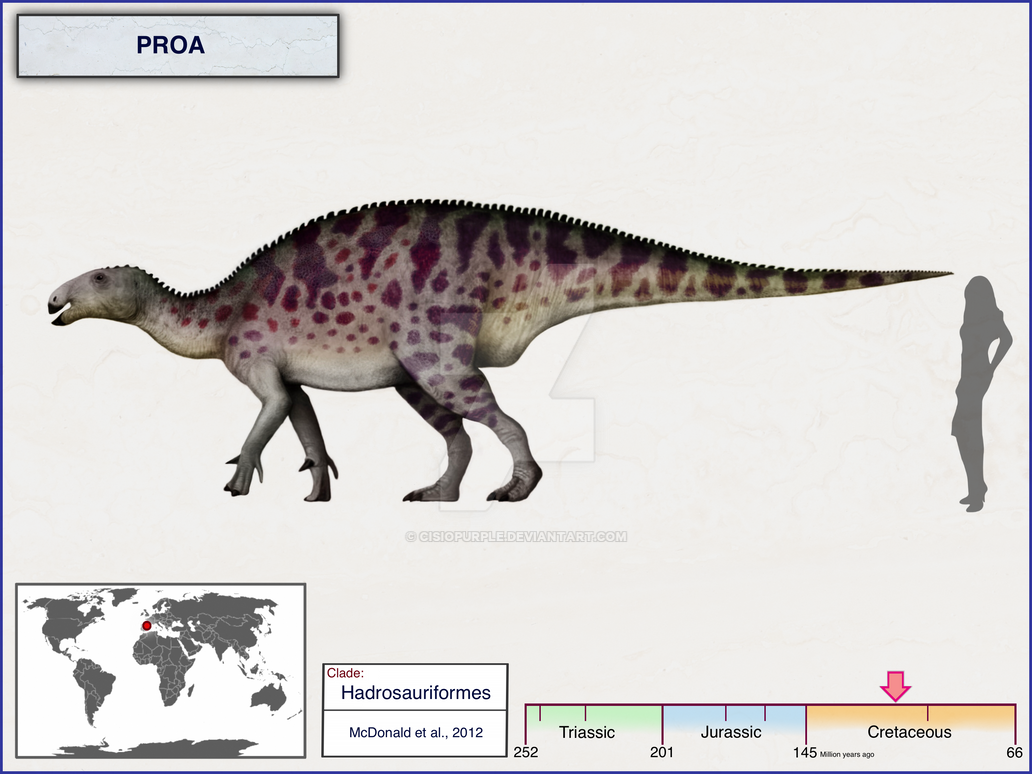 PROA
© CISIOPURPLE.DEVIANTART.COM
Clade:
Hadrosauriformes
McDonald et al., 2012
Triassic
Jurassic
Cretaceous
252
201
145 Million years ago
66